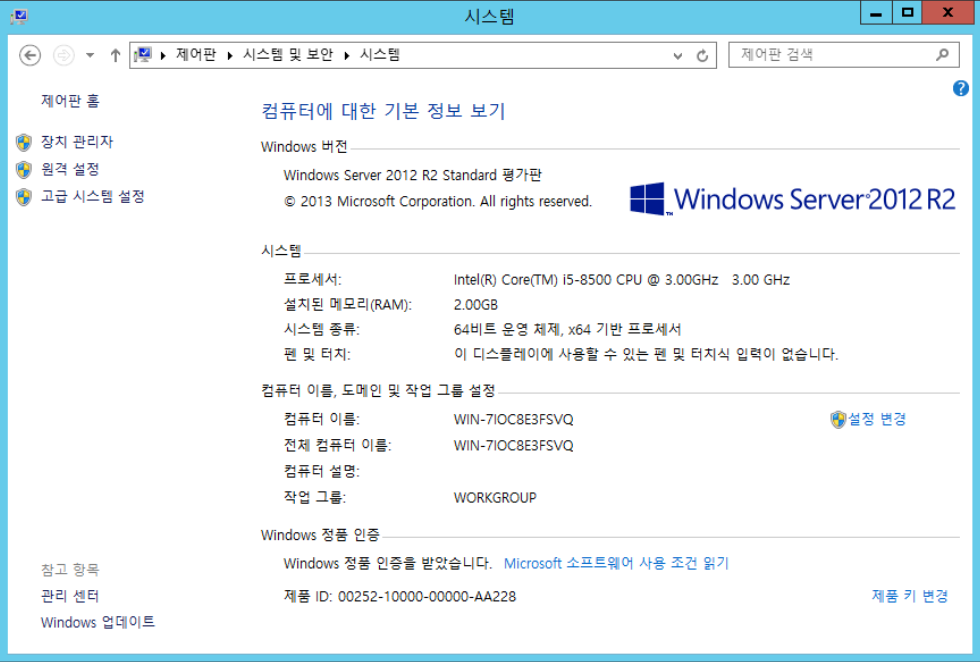 시스템
제어판 시스템 및 보안 시스템
제어판 검색
제어판 홈
장치 관리자
원격 설정
고급 시스템 설정
컴퓨터에 대한 기본 정보 보기
Windows 버전
Windows Server 2012 R2 Standard 평가판
© 2013 Microsoft Corporation. All rights reserved.
Windows Server 2012 R2
시스템
프로세서: Intel(R) Core(TM) i5-8500 CPU @ 3.00GHz 3.00 GHz
설치된 메모리(RAM): 2.00GB
시스템 종류: 64비트 운영 체제, x64 기반 프로세서
펜 및 터치: 이 디스플레이에 사용할 수 있는 펜 및 터치식 입력이 없습니다.
컴퓨터 이름, 도메인 및 작업 그룹 설정
컴퓨터 이름: WIN-7IOC8E3FSVQ 설정 변경
전체 컴퓨터 이름: WIN-7IOC8E3FSVQ
컴퓨터 설명:
작업 그룹: WORKGROUP
Windows 정품 인증
Windows 정품 인증을 받았습니다. Microsoft 소프트웨어 사용 조건 읽기
제품 ID: 00252-10000-00000-AA228 제품 키 변경
참고 항목
관리 센터
Windows 업데이트